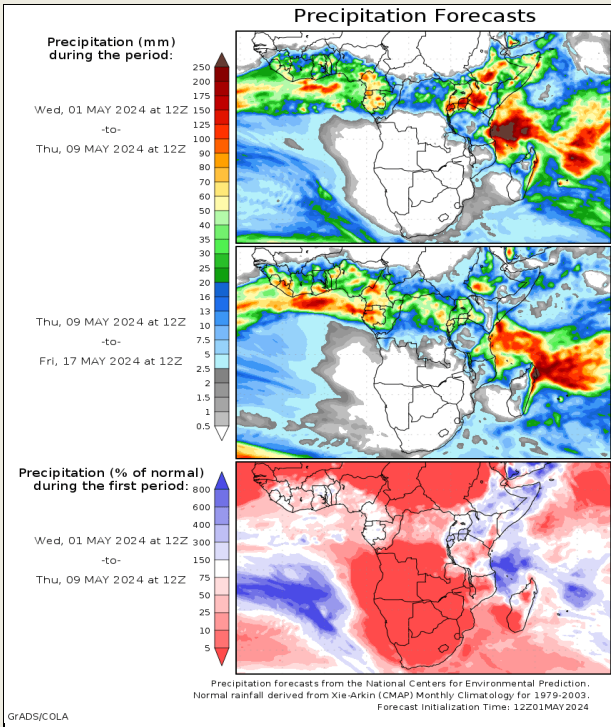 Precipitation Forecasts
Precipitation (mm)
during the period:
Wed, 01 MAY 2024 at 12Z
-to-
Thu, 09 MAY 2024 at 12Z
250
200
175
150
125
100
90
80
70
60
50
40
35
30
25
20
16
13
10
7.5
5
2.5
2
1.5
1
0.5
Thu, 09 MAY 2024 at 12Z
-to-
Fri, 17 MAY 2024 at 12Z
Precipitation (% of normal)
during the first period:
Wed, 01 MAY 2024 at 12Z
-to-
Thu, 09 MAY 2024 at 12Z
800
600
400
300
150
75
50
25
10
5
Precipitation forecasts from the National Centers for Environmental Prediction.
Normal rainfall derived from Xie-Arkin (CMAP) Monthly Climatology for 1979-2003.
Forecast Initialization Time: 12Z01MAY2024
GrADS/COLA